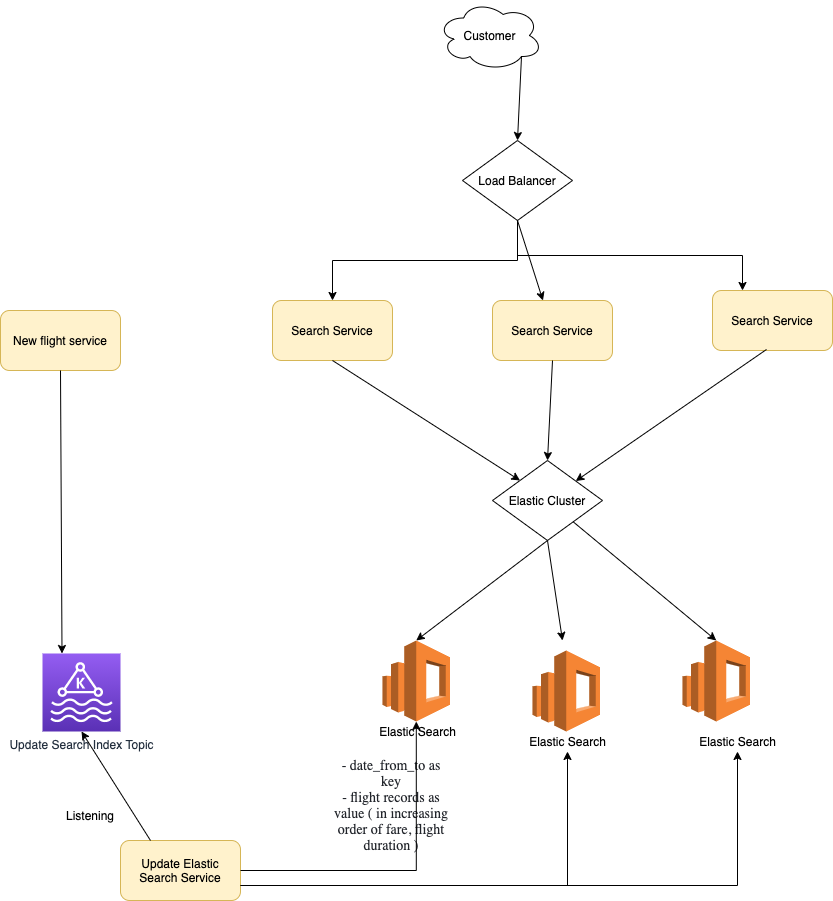 Customer
Load Balancer
Search Service
Search Service
Search Service
New flight service
Elastic Cluster
K
Elastic Search
Elastic Search
Elastic Search
Update Search Index Topic
- date_from_to as
key
- flight records as
value ( in increasing
order of fare, flight
duration )
Listening
Update Elastic
Search Service